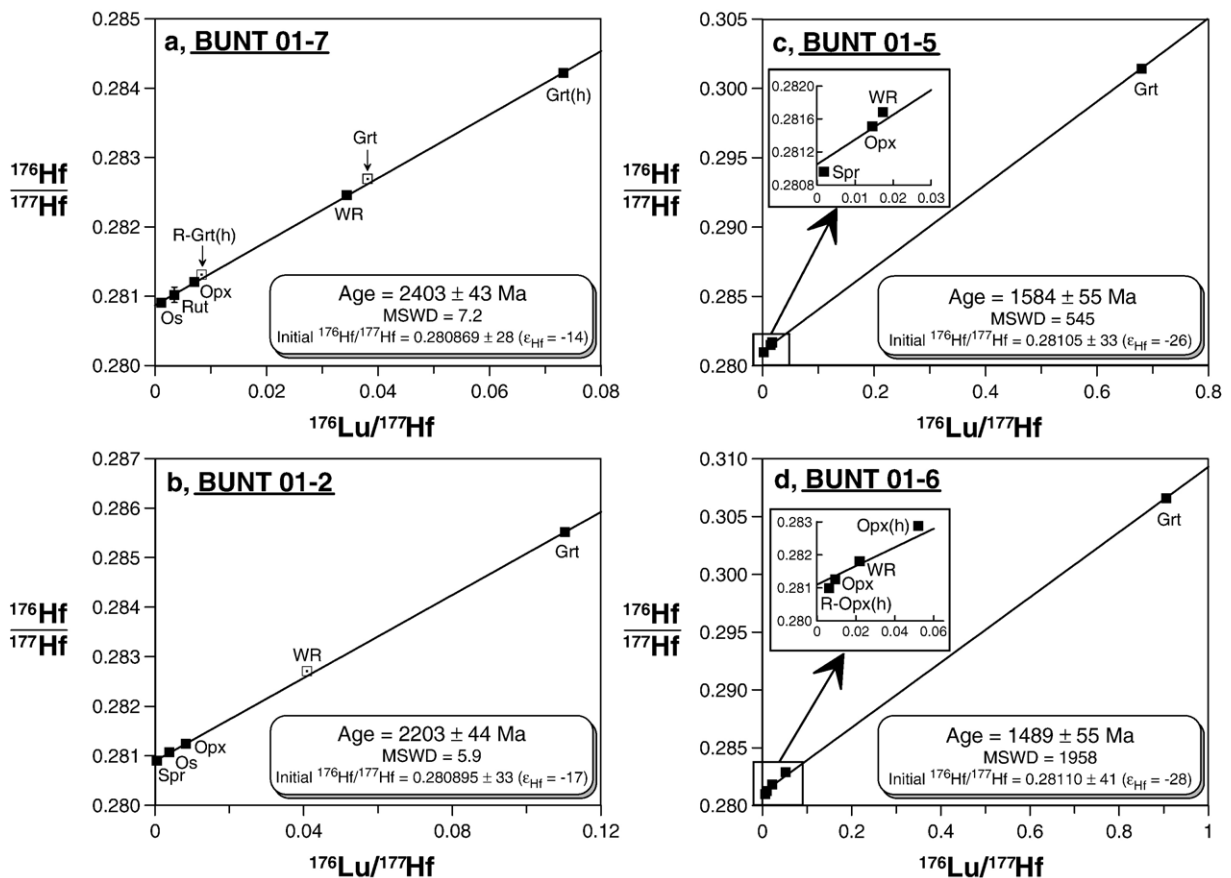 a, BUNT 01-7
0.285
0.284
0.283
0.282
0.281
0.280
176Hf
177Hf
Grt(h)
Grt
WR
R-Grt(h)
Opx
Rut
Os
Age = 2403 ± 43 Ma
MSWD = 7.2
Initial 176Hf/177Hf = 0.280869 ± 28 (εHf = -14)
0 0.02 0.04 0.06 0.08
176Lu/177Hf
c, BUNT 01-5
0.305
0.300
0.295
0.290
0.285
0.280
176Hf
177Hf
Grt
0.2820
0.2816
0.2812
0.2808
WR
Opx
Spr
0 0.01 0.02 0.03
Age = 1584 ± 55 Ma
MSWD = 545
Initial 176Hf/177Hf = 0.28105 ± 33 (εHf = -26)
0 0.2 0.4 0.6 0.8
176Lu/177Hf
b, BUNT 01-2
0.287
0.286
0.285
0.284
0.283
0.282
0.281
0.280
176Hf
177Hf
Grt
WR
Opx
Os
Spr
Age = 2203 ± 44 Ma
MSWD = 5.9
Initial 176Hf/177Hf = 0.280895 ± 33 (εHf = -17)
0 0.04 0.08 0.12
176Lu/177Hf
d, BUNT 01-6
0.310
0.305
0.300
0.295
0.290
0.285
0.280
176Hf
177Hf
Grt
0.283
0.282
0.281
0.280
Opx(h)
WR
Opx
R-Opx(h)
0 0.02 0.04 0.06
Age = 1489 ± 55 Ma
MSWD = 1958
Initial 176Hf/177Hf = 0.28110 ± 41 (εHf = -28)
0 0.2 0.4 0.6 0.8 1
176Lu/177Hf